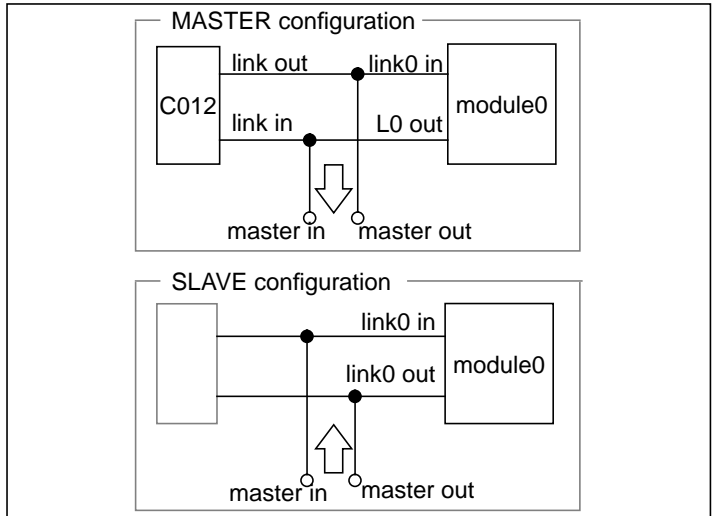 MASTER configuration
link out
link0 in
C012
module0
link in
L0 out
master in
master out
SLAVE configuration
link0 in
module0
link0 out
master in
master out